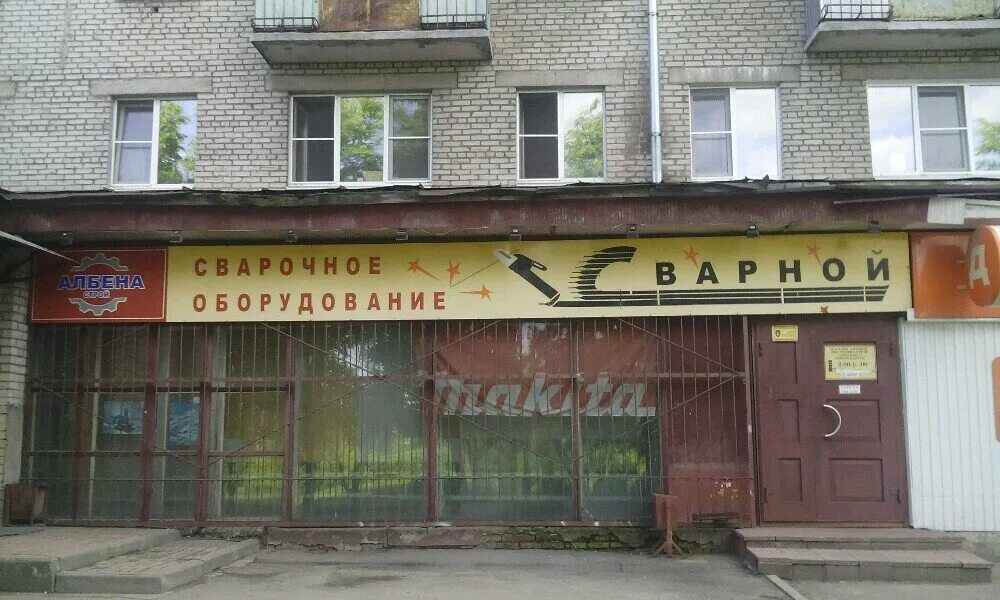 АЛБЕНА
СТРОЙ
СВАРОЧНОЕ
ОБОРУДОВАНИЕ
СВАРНОЙ
Д
makita